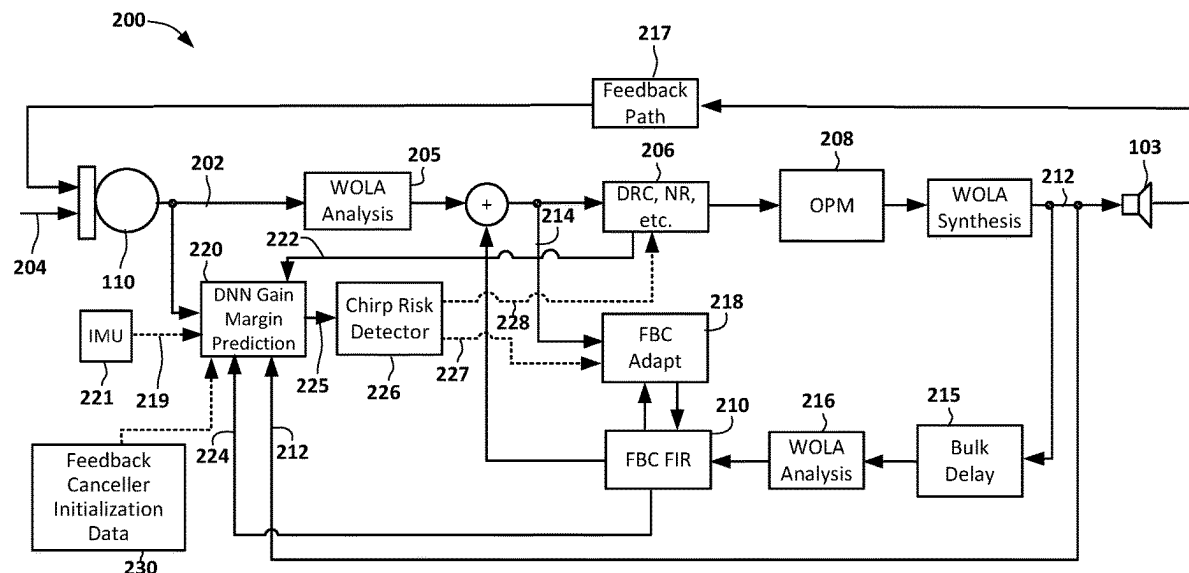 200
217
Feedback
Path
202
205
WOLA
Analysis
+
206
DRC, NR,
etc.
208
OPM
WOLA
Synthesis
212
103
204
110
214
222
220
DNN Gain
Margin
Prediction
Chirp Risk
Detector
225
226
228
227
218
FBC
Adapt
IMU
221
219
210
FBC FIR
216
WOLA
Analysis
215
Bulk
Delay
224
212
Feedback
Canceller
Initialization
Data
230